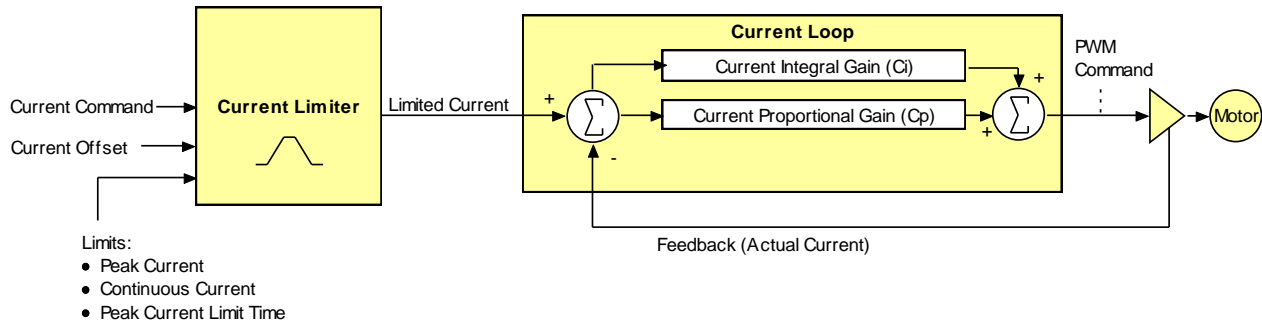 Current Loop
PWM
Command
Current Integral Gain (Ci)
+
+
Current Command
Current Limiter
Limited Current
+
Σ
Current Proportional Gain (Cp)
+
Σ
Motor
Current Offset
-
Limits:
Feedback (Actual Current)
● Peak Current
● Continuous Current
● Peak Current Limit Time